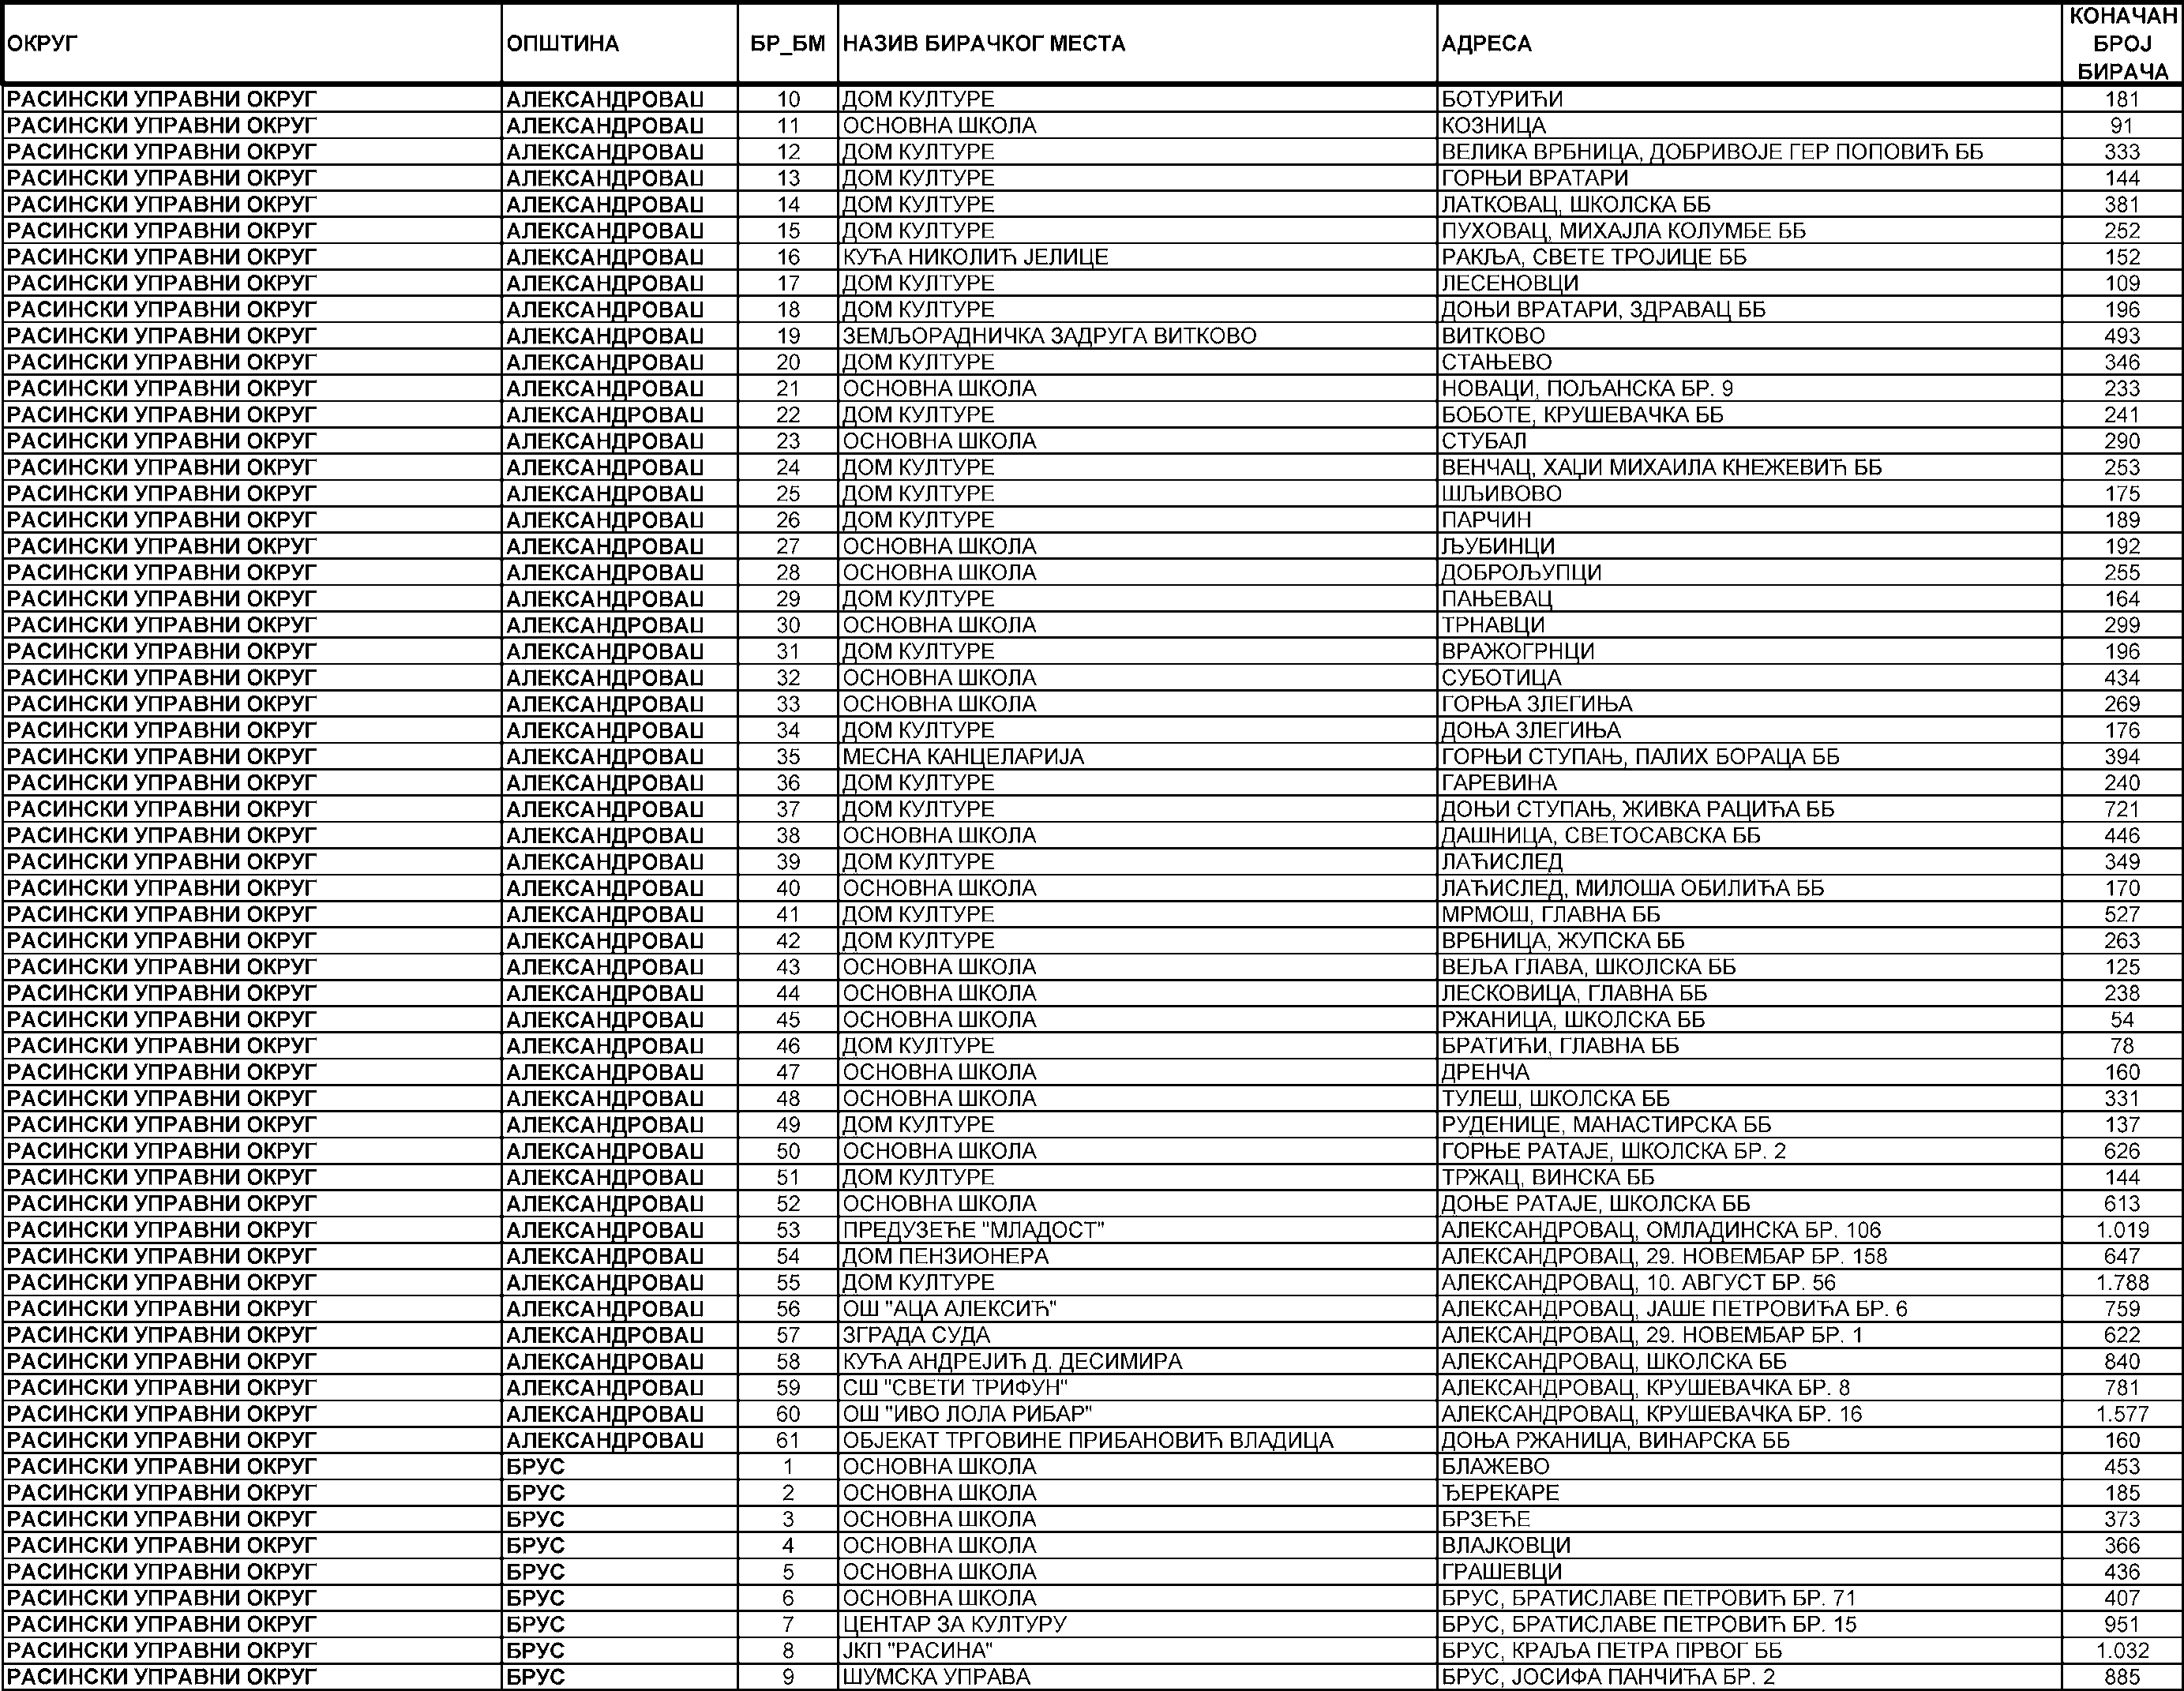 ОКРУГ ОПШТИНА БР_БМ НАЗИВ БИРАЧКОГ МЕСТА АДРЕСА КОНАЧАН БРОЈ БИРАЧА
РАСИНСКИ УПРАВНИ ОКРУГ АЛЕКСАНДРОВАЦ 10 ДОМ КУЛТУРЕ БОТУРИЋИ 181
РАСИНСКИ УПРАВНИ ОКРУГ АЛЕКСАНДРОВАЦ 11 ОСНОВНА ШКОЛА КОЗНИЦА 91
РАСИНСКИ УПРАВНИ ОКРУГ АЛЕКСАНДРОВАЦ 12 ДОМ КУЛТУРЕ ВЕЛИКА ВРБНИЦА, ДОБРИВОЈЕ ГЕР ПОПОВИЋ ББ 333
РАСИНСКИ УПРАВНИ ОКРУГ АЛЕКСАНДРОВАЦ 13 ДОМ КУЛТУРЕ ГОРЊИ ВРАТАРИ 144
РАСИНСКИ УПРАВНИ ОКРУГ АЛЕКСАНДРОВАЦ 14 ДОМ КУЛТУРЕ ЛАТКОВАЦ, ШКОЛСКА ББ 381
РАСИНСКИ УПРАВНИ ОКРУГ АЛЕКСАНДРОВАЦ 15 ДОМ КУЛТУРЕ ПУХОВАЦ, МИХАЈЛА КОЛУМБЕ ББ 252
РАСИНСКИ УПРАВНИ ОКРУГ АЛЕКСАНДРОВАЦ 16 КУЋА НИКОЛИЋ ЈЕЛИЦЕ РАКЉА, СВЕТЕ ТРОЈИЦЕ ББ 152
РАСИНСКИ УПРАВНИ ОКРУГ АЛЕКСАНДРОВАЦ 17 ДОМ КУЛТУРЕ ЛЕСЕНОВЦИ 109
РАСИНСКИ УПРАВНИ ОКРУГ АЛЕКСАНДРОВАЦ 18 ДОМ КУЛТУРЕ ДОЊИ ВРАТАРИ, ЗДРАВАЦ ББ 196
РАСИНСКИ УПРАВНИ ОКРУГ АЛЕКСАНДРОВАЦ 19 ЗЕМЉОРАДНИЧКА ЗАДРУГА ВИТКОВО ВИТКОВО 493
РАСИНСКИ УПРАВНИ ОКРУГ АЛЕКСАНДРОВАЦ 20 ДОМ КУЛТУРЕ СТАЊЕВО 346
РАСИНСКИ УПРАВНИ ОКРУГ АЛЕКСАНДРОВАЦ 21 ОСНОВНА ШКОЛА НОВАЦИ, ПОЉАНСКА БР. 9 233
РАСИНСКИ УПРАВНИ ОКРУГ АЛЕКСАНДРОВАЦ 22 ДОМ КУЛТУРЕ БОБОТЕ, КРУШЕВАЧКА ББ 241
РАСИНСКИ УПРАВНИ ОКРУГ АЛЕКСАНДРОВАЦ 23 ОСНОВНА ШКОЛА СТУБАЛ 290
РАСИНСКИ УПРАВНИ ОКРУГ АЛЕКСАНДРОВАЦ 24 ДОМ КУЛТУРЕ ВЕНЧАЦ, ХАЏИ МИХАИЛА КНЕЖЕВИЋ ББ 253
РАСИНСКИ УПРАВНИ ОКРУГ АЛЕКСАНДРОВАЦ 25 ДОМ КУЛТУРЕ ШЉИВОВО 175
РАСИНСКИ УПРАВНИ ОКРУГ АЛЕКСАНДРОВАЦ 26 ДОМ КУЛТУРЕ ПАРЧИН 189
РАСИНСКИ УПРАВНИ ОКРУГ АЛЕКСАНДРОВАЦ 27 ОСНОВНА ШКОЛА ЉУБИНЦИ 192
РАСИНСКИ УПРАВНИ ОКРУГ АЛЕКСАНДРОВАЦ 28 ОСНОВНА ШКОЛА ДОБРОЉУПЦИ 255
РАСИНСКИ УПРАВНИ ОКРУГ АЛЕКСАНДРОВАЦ 29 ДОМ КУЛТУРЕ ПАЊЕВАЦ 164
РАСИНСКИ УПРАВНИ ОКРУГ АЛЕКСАНДРОВАЦ 30 ОСНОВНА ШКОЛА ТРНАВЦИ 299
РАСИНСКИ УПРАВНИ ОКРУГ АЛЕКСАНДРОВАЦ 31 ДОМ КУЛТУРЕ ВРАЖОГРНЦИ 196
РАСИНСКИ УПРАВНИ ОКРУГ АЛЕКСАНДРОВАЦ 32 ОСНОВНА ШКОЛА СУБОТИЦА 434
РАСИНСКИ УПРАВНИ ОКРУГ АЛЕКСАНДРОВАЦ 33 ОСНОВНА ШКОЛА ГОРЊА ЗЛЕГИЊА 269
РАСИНСКИ УПРАВНИ ОКРУГ АЛЕКСАНДРОВАЦ 34 ДОМ КУЛТУРЕ ДОЊА ЗЛЕГИЊА 176
РАСИНСКИ УПРАВНИ ОКРУГ АЛЕКСАНДРОВАЦ 35 МЕСНА КАНЦЕЛАРИЈА ГОРЊИ СТУПАЊ, ПАЛИХ БОРАЦА ББ 394
РАСИНСКИ УПРАВНИ ОКРУГ АЛЕКСАНДРОВАЦ 36 ДОМ КУЛТУРЕ ГАРЕВИНА 240
РАСИНСКИ УПРАВНИ ОКРУГ АЛЕКСАНДРОВАЦ 37 ДОМ КУЛТУРЕ ДОЊИ СТУПАЊ, ЖИВКА РАЦИЋА ББ 721
РАСИНСКИ УПРАВНИ ОКРУГ АЛЕКСАНДРОВАЦ 38 ОСНОВНА ШКОЛА ДАШНИЦА, СВЕТОСАВСКА ББ 446
РАСИНСКИ УПРАВНИ ОКРУГ АЛЕКСАНДРОВАЦ 39 ДОМ КУЛТУРЕ ЛАЋИСЛЕД 349
РАСИНСКИ УПРАВНИ ОКРУГ АЛЕКСАНДРОВАЦ 40 ОСНОВНА ШКОЛА ЛАЋИСЛЕД, МИЛОША ОБИЛИЋА ББ 170
РАСИНСКИ УПРАВНИ ОКРУГ АЛЕКСАНДРОВАЦ 41 ДОМ КУЛТУРЕ МРМОШ, ГЛАВНА ББ 527
РАСИНСКИ УПРАВНИ ОКРУГ АЛЕКСАНДРОВАЦ 42 ДОМ КУЛТУРЕ ВРБНИЦА, ЖУПСКА ББ 263
РАСИНСКИ УПРАВНИ ОКРУГ АЛЕКСАНДРОВАЦ 43 ОСНОВНА ШКОЛА ВЕЉА ГЛАВА, ШКОЛСКА ББ 125
РАСИНСКИ УПРАВНИ ОКРУГ АЛЕКСАНДРОВАЦ 44 ОСНОВНА ШКОЛА ЛЕСКОВИЦА, ГЛАВНА ББ 238
РАСИНСКИ УПРАВНИ ОКРУГ АЛЕКСАНДРОВАЦ 45 ОСНОВНА ШКОЛА РЖАНИЦА, ШКОЛСКА ББ 54
РАСИНСКИ УПРАВНИ ОКРУГ АЛЕКСАНДРОВАЦ 46 ДОМ КУЛТУРЕ БРАТИЋИ, ГЛАВНА ББ 78
РАСИНСКИ УПРАВНИ ОКРУГ АЛЕКСАНДРОВАЦ 47 ОСНОВНА ШКОЛА ДРЕНЧА 160
РАСИНСКИ УПРАВНИ ОКРУГ АЛЕКСАНДРОВАЦ 48 ОСНОВНА ШКОЛА ТУЛЕШ, ШКОЛСКА ББ 331
РАСИНСКИ УПРАВНИ ОКРУГ АЛЕКСАНДРОВАЦ 49 ДОМ КУЛТУРЕ РУДЕНИЦЕ, МАНАСТИРСКА ББ 137
РАСИНСКИ УПРАВНИ ОКРУГ АЛЕКСАНДРОВАЦ 50 ОСНОВНА ШКОЛА ГОРЊЕ РАТАЈЕ, ШКОЛСКА БР. 2 626
РАСИНСКИ УПРАВНИ ОКРУГ АЛЕКСАНДРОВАЦ 51 ДОМ КУЛТУРЕ ТРЖАЦ, ВИНСКА ББ 144
РАСИНСКИ УПРАВНИ ОКРУГ АЛЕКСАНДРОВАЦ 52 ОСНОВНА ШКОЛА ДОЊЕ РАТАЈЕ, ШКОЛСКА ББ 613
РАСИНСКИ УПРАВНИ ОКРУГ АЛЕКСАНДРОВАЦ 53 ПРЕДУЗЕЋЕ "МЛАДОСТ" АЛЕКСАНДРОВАЦ, ОМЛАДИНСКА БР. 106 1.019
РАСИНСКИ УПРАВНИ ОКРУГ АЛЕКСАНДРОВАЦ 54 ДОМ ПЕНЗИОНЕРА АЛЕКСАНДРОВАЦ, 29. НОВЕМБАР БР. 158 647
РАСИНСКИ УПРАВНИ ОКРУГ АЛЕКСАНДРОВАЦ 55 ДОМ КУЛТУРЕ АЛЕКСАНДРОВАЦ, 10. АВГУСТ БР. 56 1.788
РАСИНСКИ УПРАВНИ ОКРУГ АЛЕКСАНДРОВАЦ 56 ОШ "АЦА АЛЕКСИЋ" АЛЕКСАНДРОВАЦ, ЈАШЕ ПЕТРОВИЋА БР. 6 759
РАСИНСКИ УПРАВНИ ОКРУГ АЛЕКСАНДРОВАЦ 57 ЗГРАДА СУДА АЛЕКСАНДРОВАЦ, 29. НОВЕМБАР БР. 1 622
РАСИНСКИ УПРАВНИ ОКРУГ АЛЕКСАНДРОВАЦ 58 КУЋА АНДРЕЈИЋ Д. ДЕСИМИРА АЛЕКСАНДРОВАЦ, ШКОЛСКА ББ 840
РАСИНСКИ УПРАВНИ ОКРУГ АЛЕКСАНДРОВАЦ 59 СШ "СВЕТИ ТРИФУН" АЛЕКСАНДРОВАЦ, КРУШЕВАЧКА БР. 8 781
РАСИНСКИ УПРАВНИ ОКРУГ АЛЕКСАНДРОВАЦ 60 ОШ "ИВО ЛОЛА РИБАР" АЛЕКСАНДРОВАЦ, КРУШЕВАЧКА БР. 16 1.577
РАСИНСКИ УПРАВНИ ОКРУГ АЛЕКСАНДРОВАЦ 61 ОБЈЕКАТ ТРГОВИНЕ ПРИБАНОВИЋ ВЛАДИЦА ДОЊА РЖАНИЦА, ВИНАРСКА ББ 160
РАСИНСКИ УПРАВНИ ОКРУГ БРУС 1 ОСНОВНА ШКОЛА БЛАЖЕВО 453
РАСИНСКИ УПРАВНИ ОКРУГ БРУС 2 ОСНОВНА ШКОЛА ЂЕРЕКАРЕ 185
РАСИНСКИ УПРАВНИ ОКРУГ БРУС 3 ОСНОВНА ШКОЛА БРЗЕЋЕ 373
РАСИНСКИ УПРАВНИ ОКРУГ БРУС 4 ОСНОВНА ШКОЛА ВЛАЈКОВЦИ 366
РАСИНСКИ УПРАВНИ ОКРУГ БРУС 5 ОСНОВНА ШКОЛА ГРАШЕВЦИ 436
РАСИНСКИ УПРАВНИ ОКРУГ БРУС 6 ОСНОВНА ШКОЛА БРУС, БРАТИСЛАВЕ ПЕТРОВИЋ БР. 71 407
РАСИНСКИ УПРАВНИ ОКРУГ БРУС 7 ЦЕНТАР ЗА КУЛТУРУ БРУС, БРАТИСЛАВЕ ПЕТРОВИЋ БР. 15 951
РАСИНСКИ УПРАВНИ ОКРУГ БРУС 8 ЈКП "РАСИНА" БРУС, КРАЉА ПЕТРА ПРВОГ ББ 1.032
РАСИНСКИ УПРАВНИ ОКРУГ БРУС 9 ШУМСКА УПРАВА БРУС, ЈОСИФА ПАНЧИЋА БР. 2 885